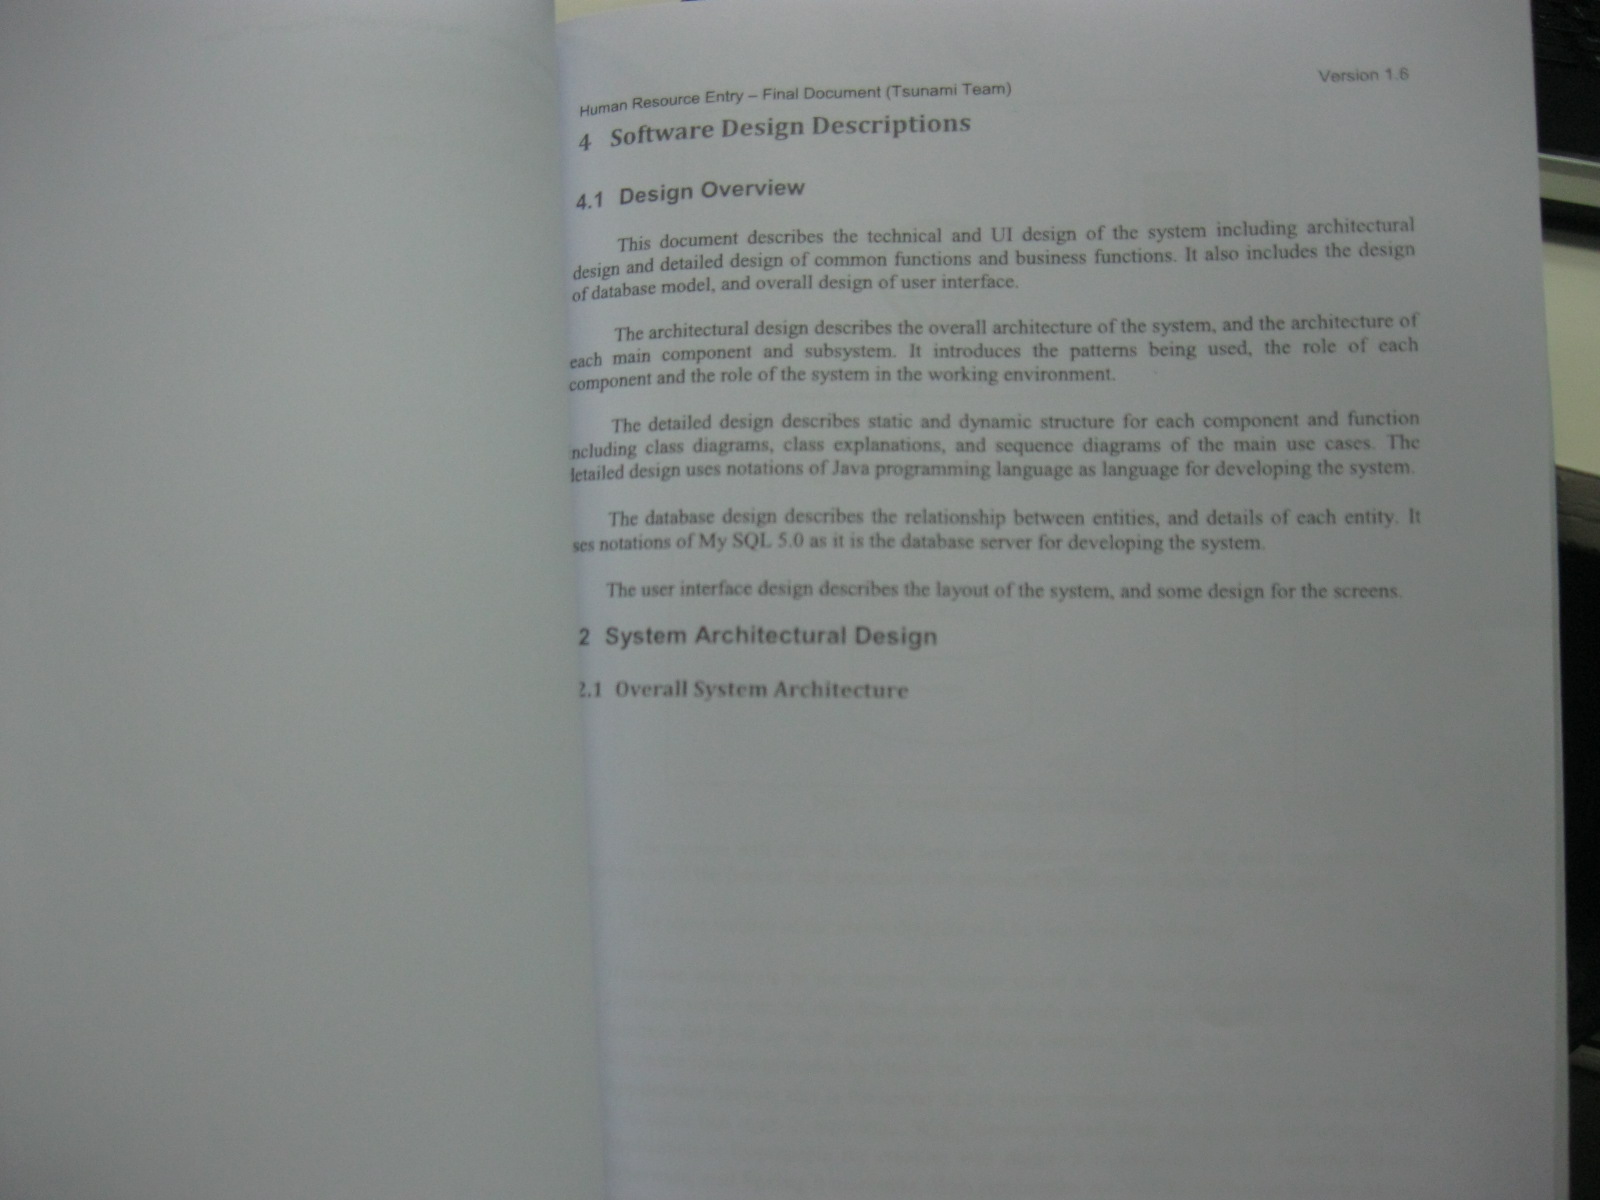 Human Resource Entry – Final Document (Tsunami Team)
Version 1.6
4 Software Design Descriptions
4.1 Design Overview
This document describes the technical and UI design of the system including architectural
design and detailed design of common functions and business functions. It also includes the design
of database model, and overall design of user interface.
The architectural design describes the overall architecture of the system, and the architecture of
each main component and subsystem. It introduces the patterns being used, the role of each
component and the role of the system in the working environment.
The detailed design describes static and dynamic structure for each component and function
ncluding class diagrams, class explanations, and sequence diagrams of the main use cases. The
letailed design uses notations of Java programming language as language for developing the system.
The database design describes the relationship between entities, and details of each entity. It
ses notations of My SQL 5.0 as it is the database server for developing the system.
The user interface design describes the layout of the system, and some design for the screens.
2 System Architectural Design
2.1 Overall System Architecture